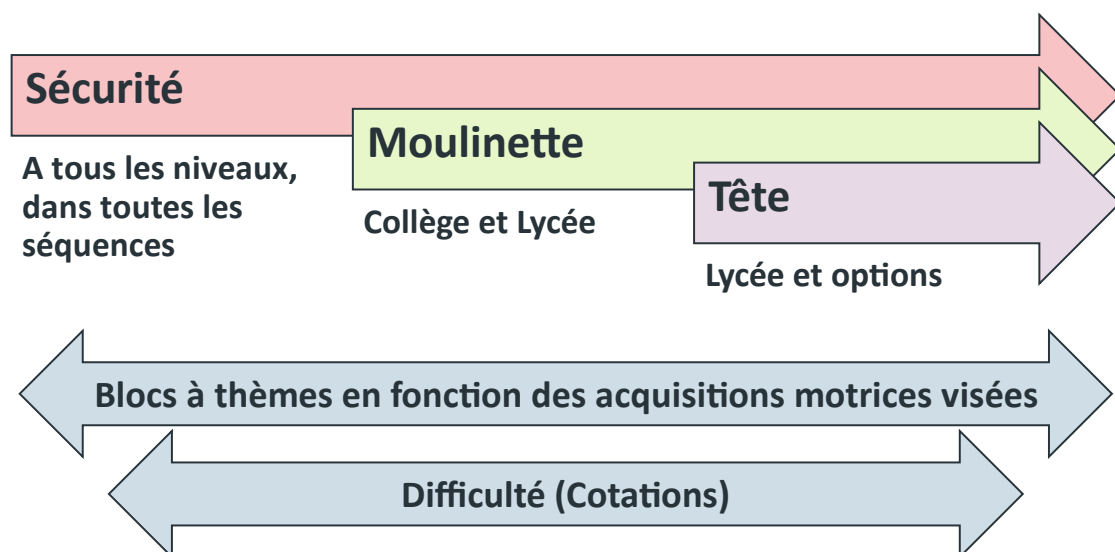 Sécurité
Moulinette
A tous les niveaux,
dans toutes les
séquences
Tête
Collège et Lycée
Lycée et options
Blocs à thèmes en fonction des acquisitions motrices visées
Difficulté (Cotations)